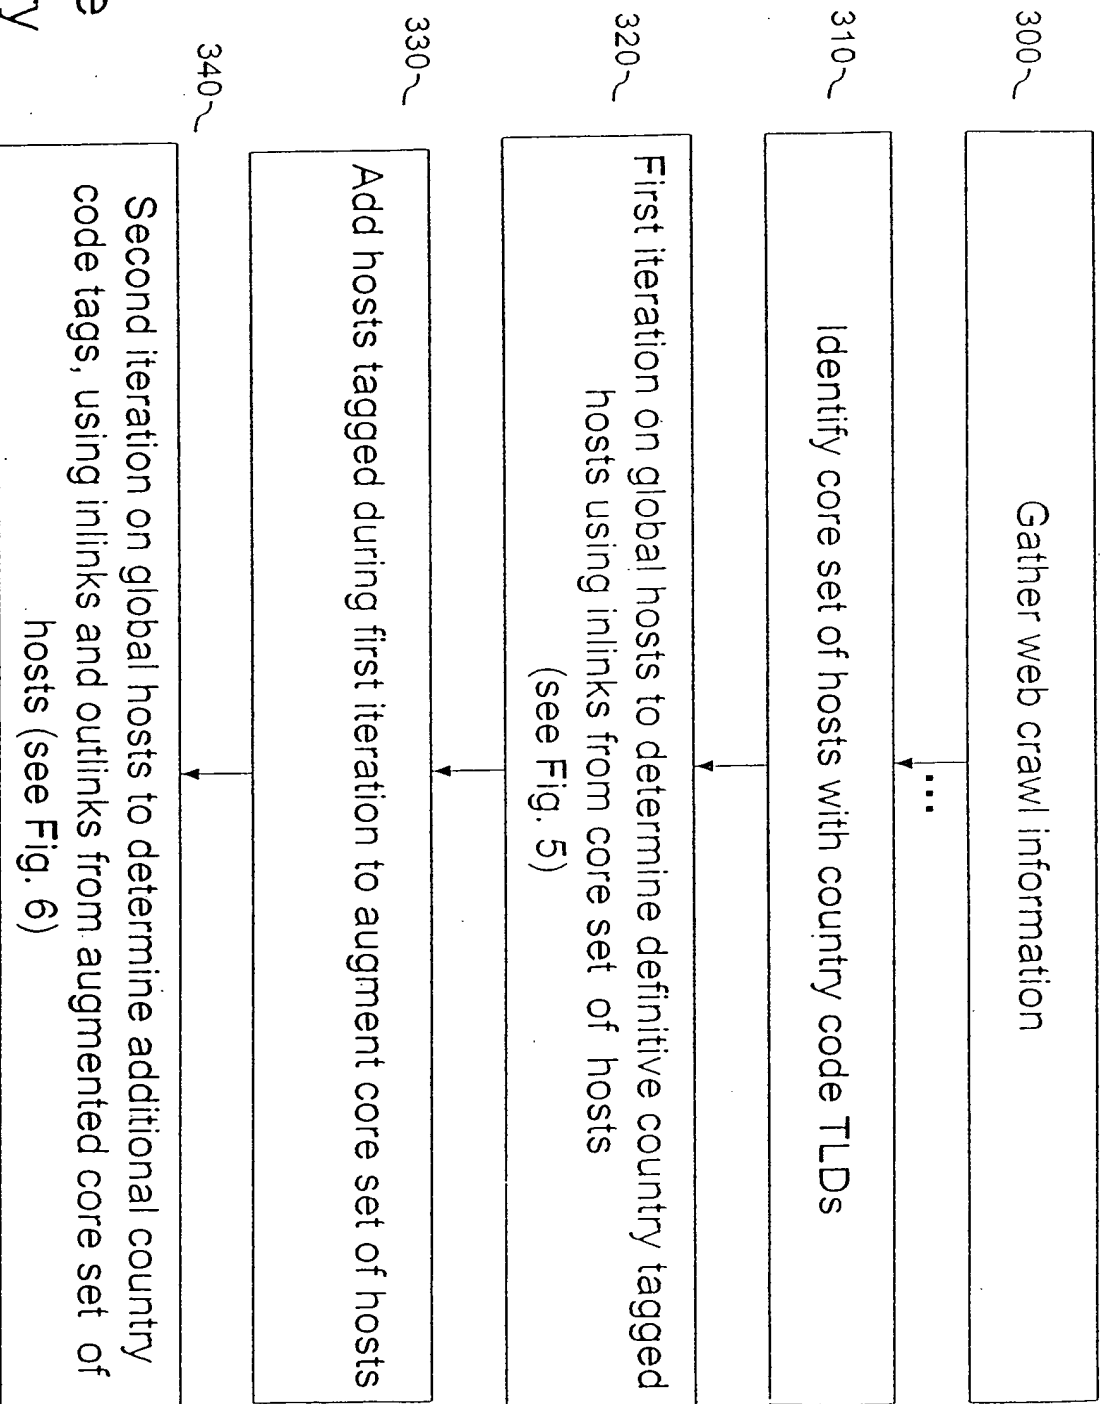 300
Gather web crawl information
...
310
Identify core set of hosts with country code TLDs
320
First iteration on global hosts to determine definitive country tagged
hosts using inlinks from core set of hosts
(see Fig. 5)
330
Add hosts tagged during first iteration to augment core set of hosts
340
Second iteration on global hosts to determine additional country
code tags, using inlinks and outlinks from augmented core set of
hosts (see Fig. 6)